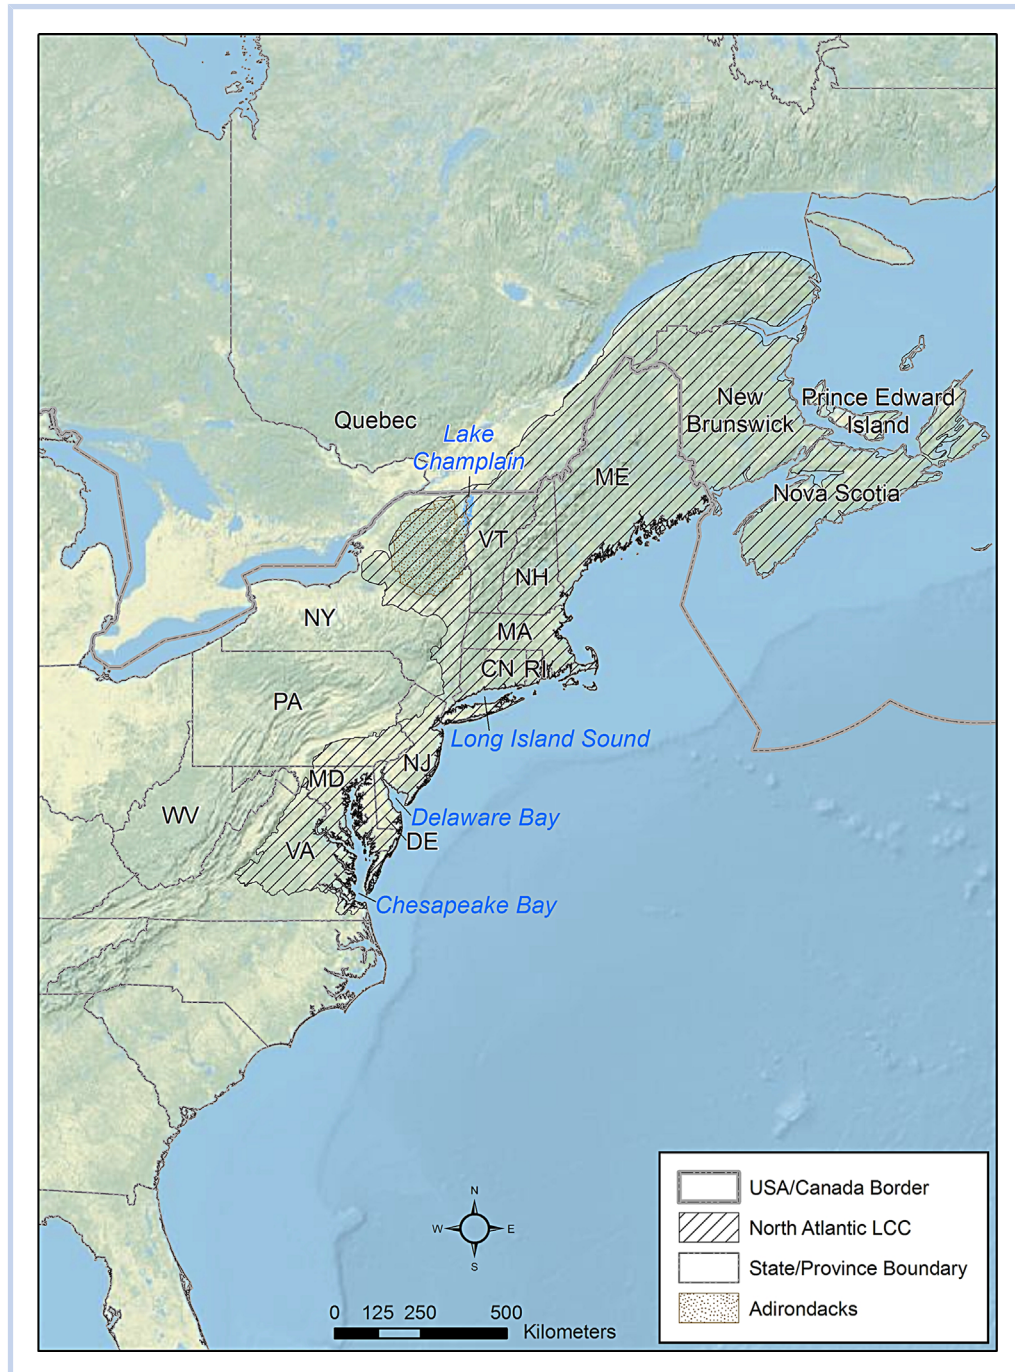 Quebec
Lake
Champlain
New
Brunswick
Prince Edward
Island
ME
Nova Scotia
VT
NH
NY
MA
CN
RI
PA
Long Island Sound
NJ
MD
WV
Delaware Bay
DE
VA
Chesapeake Bay
N
W
E
S
0 125 250 500
Kilometers
USA/Canada Border
North Atlantic LCC
State/Province Boundary
Adirondacks